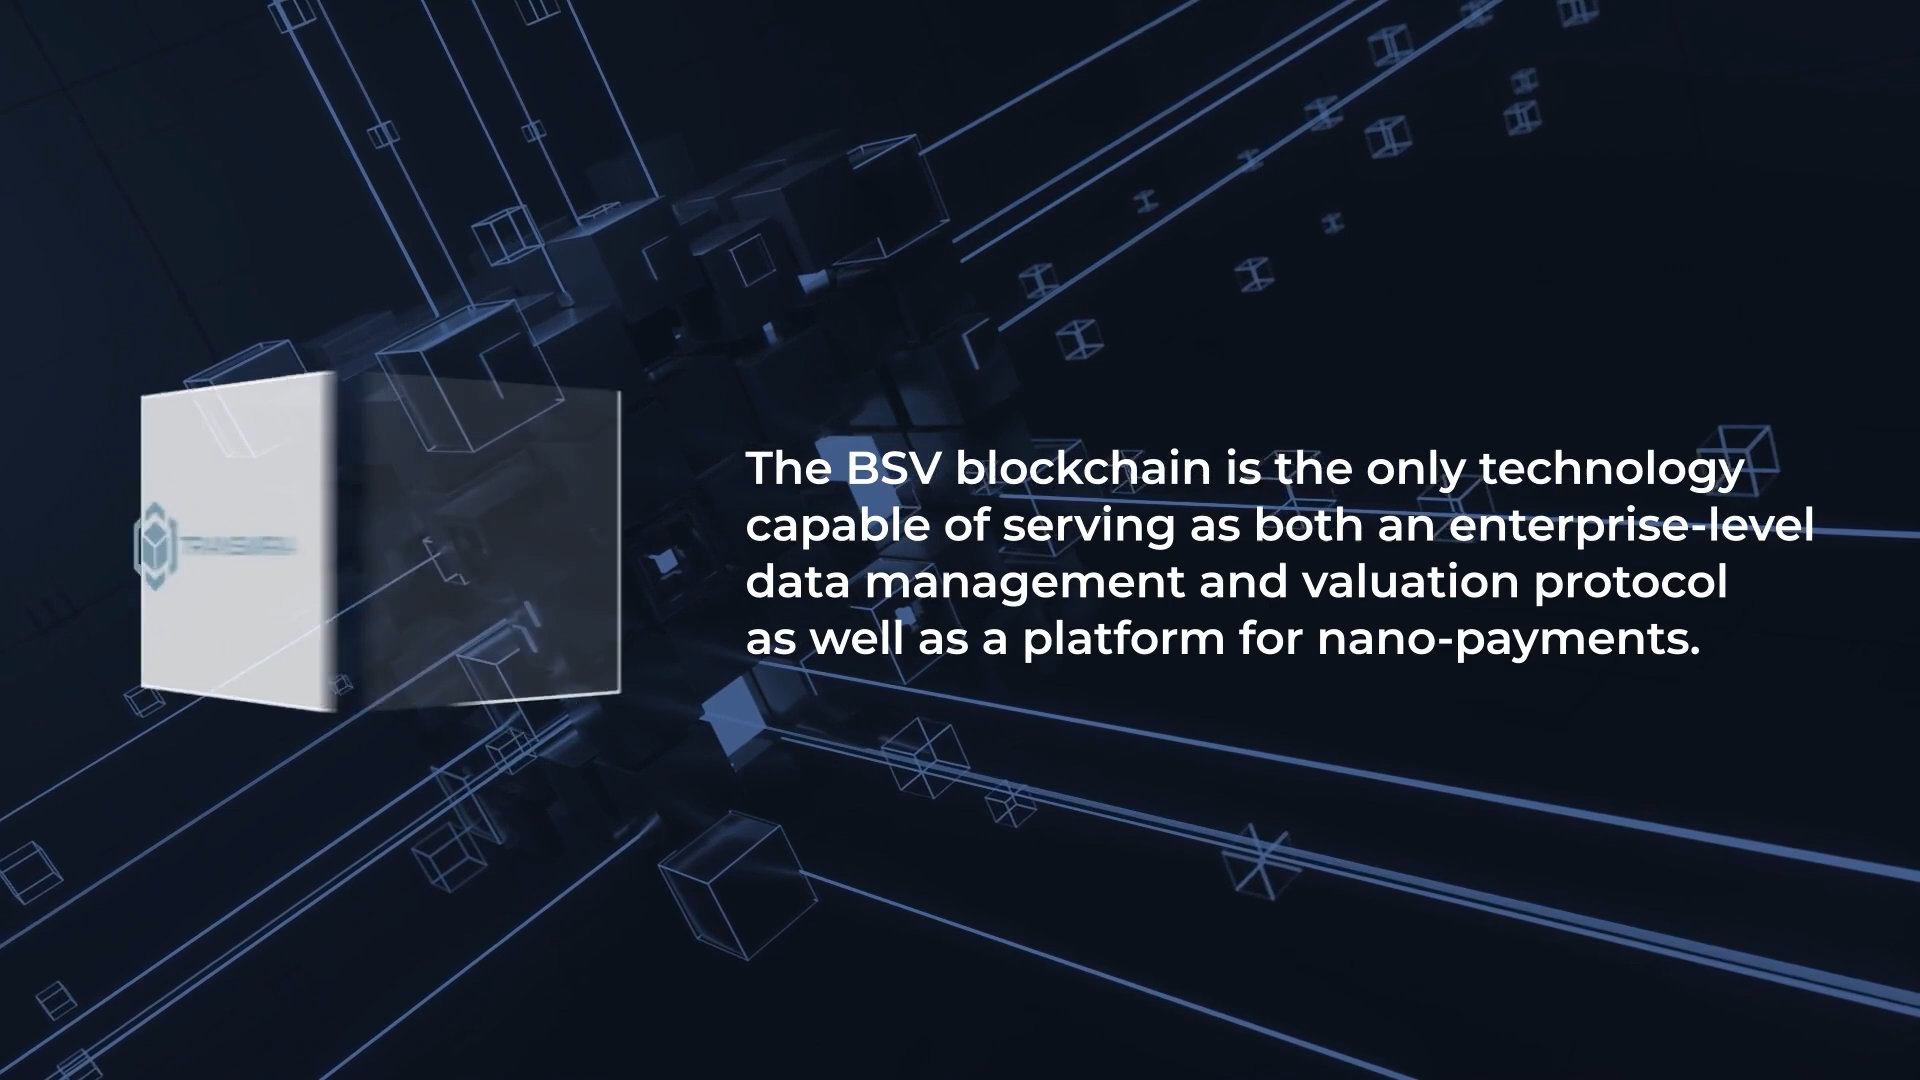 The BSV blockchain is the only technology
capable of serving as both an enterprise-level
data management and valuation protocol
as well as a platform for nano-payments.